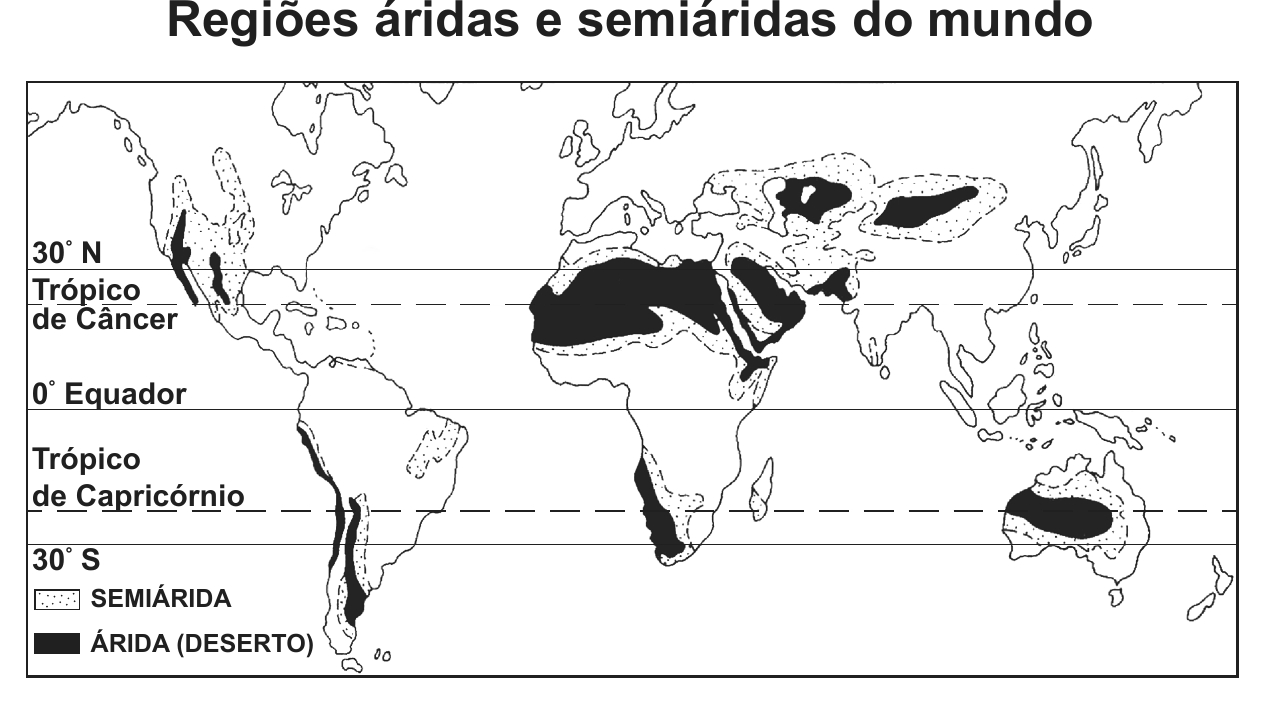 Regiões áridas e semiáridas do mundo
30° N
Trópico
de Câncer
0° Equador
Trópico
de Capricórnio
30° S
SEMIÁRIDA
ÁRIDA (DESERTO)